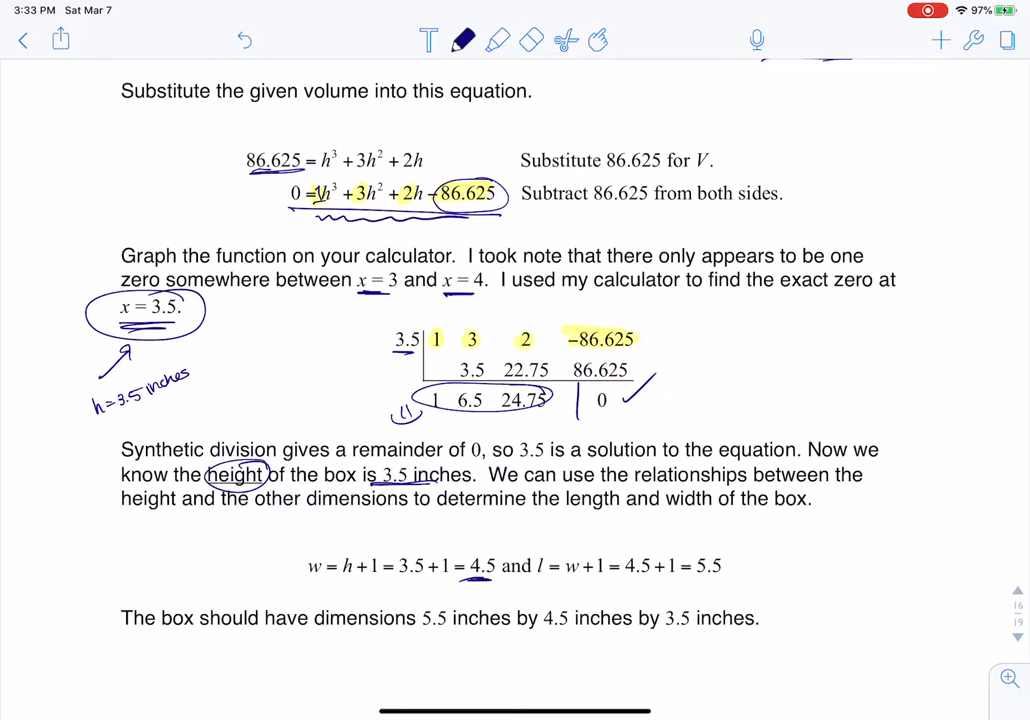 3:33 PM Sat Mar 7
97%
Substitute the given volume into this equation.
86.625 = h³ + 3h² + 2h Substitute 86.625 for V.
0 = 1h³ + 3h² + 2h − 86.625 Subtract 86.625 from both sides.
Graph the function on your calculator. I took note that there only appears to be one
zero somewhere between x = 3 and x = 4. I used my calculator to find the exact zero at
x = 3.5.
h = 3.5 inches
3.5 1 3 2 −86.625
3.5 22.75 86.625
1 6.5 24.75 0
Synthetic division gives a remainder of 0, so 3.5 is a solution to the equation. Now we
know the height of the box is 3.5 inches. We can use the relationships between the
height and the other dimensions to determine the length and width of the box.
w = h + 1 = 3.5 + 1 = 4.5 and l = w + 1 = 4.5 + 1 = 5.5
The box should have dimensions 5.5 inches by 4.5 inches by 3.5 inches.
16
19